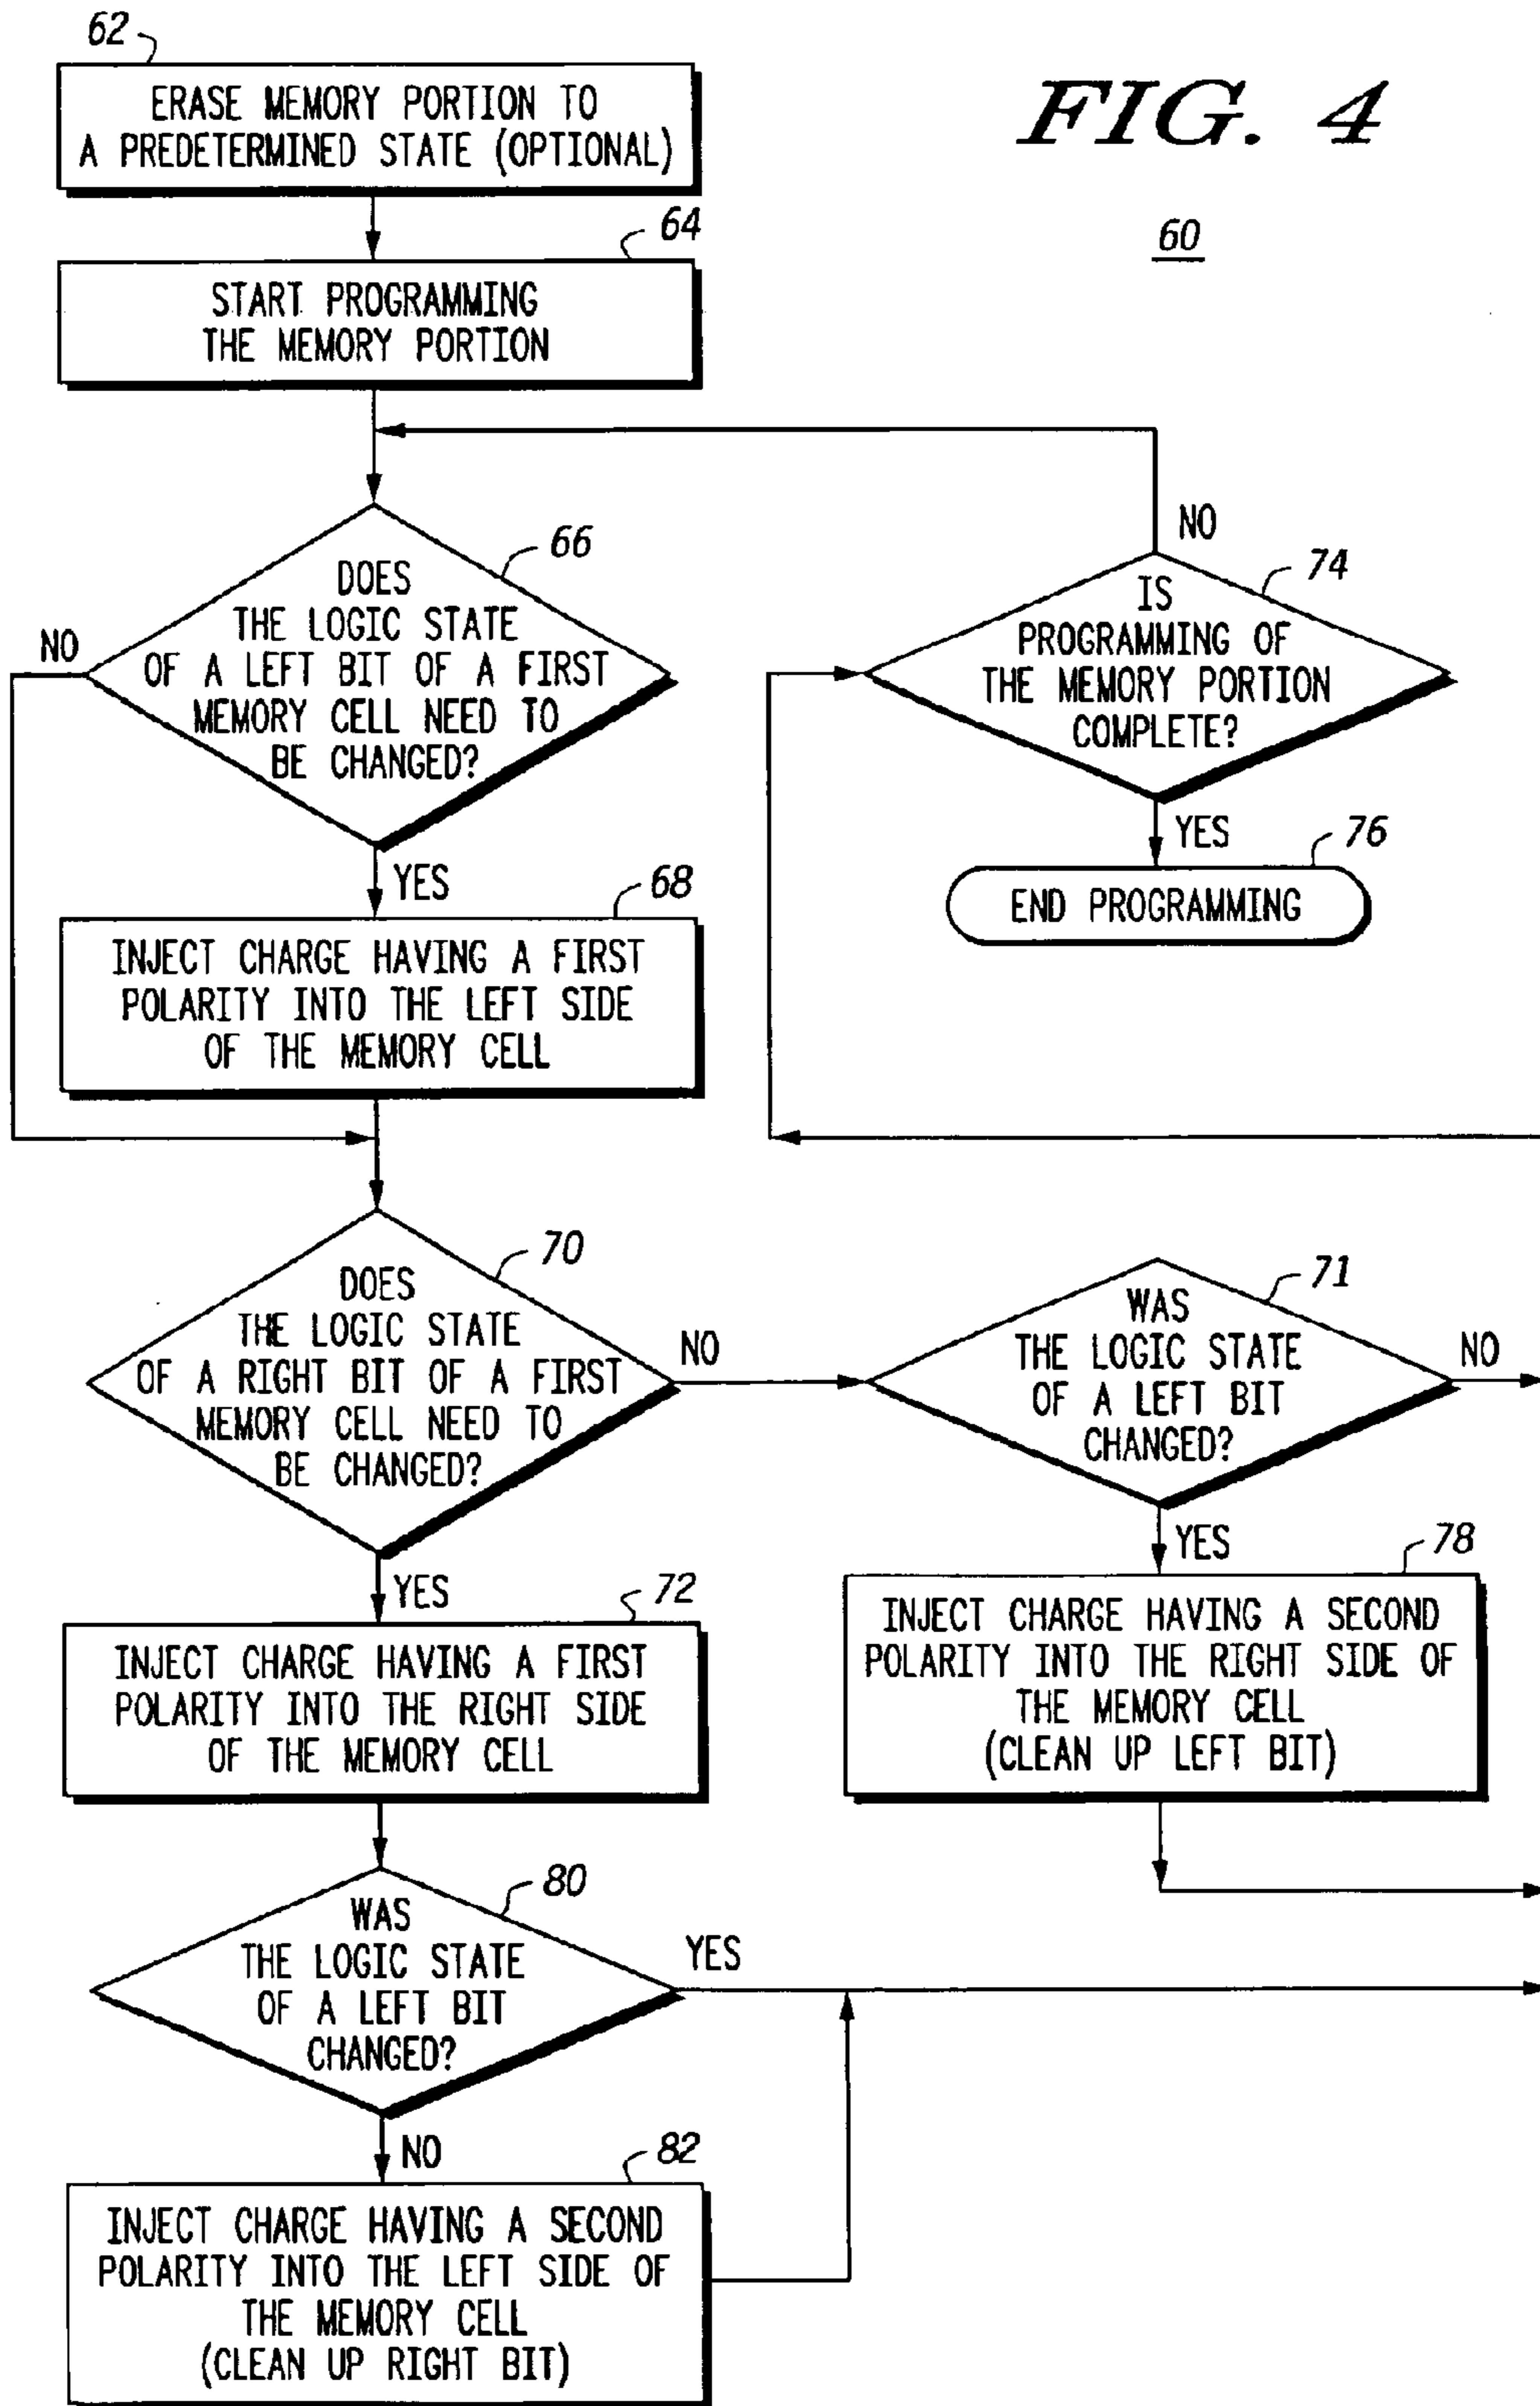 FIG. 4
60
62
ERASE MEMORY PORTION TO
A PREDETERMINED STATE (OPTIONAL)
64
START PROGRAMMING
THE MEMORY PORTION
66
DOES
THE LOGIC STATE
OF A LEFT BIT OF A FIRST
MEMORY CELL NEED TO
BE CHANGED?
NO
YES
68
INJECT CHARGE HAVING A FIRST
POLARITY INTO THE LEFT SIDE
OF THE MEMORY CELL
NO
74
IS
PROGRAMMING OF
THE MEMORY PORTION
COMPLETE?
YES
76
END PROGRAMMING
70
DOES
THE LOGIC STATE
OF A RIGHT BIT OF A FIRST
MEMORY CELL NEED TO
BE CHANGED?
NO
YES
71
WAS
THE LOGIC STATE
OF A LEFT BIT
CHANGED?
NO
YES
72
INJECT CHARGE HAVING A FIRST
POLARITY INTO THE RIGHT SIDE
OF THE MEMORY CELL
78
INJECT CHARGE HAVING A SECOND
POLARITY INTO THE RIGHT SIDE OF
THE MEMORY CELL
(CLEAN UP LEFT BIT)
80
WAS
THE LOGIC STATE
OF A LEFT BIT
CHANGED?
YES
NO
82
INJECT CHARGE HAVING A SECOND
POLARITY INTO THE LEFT SIDE OF
THE MEMORY CELL
(CLEAN UP RIGHT BIT)